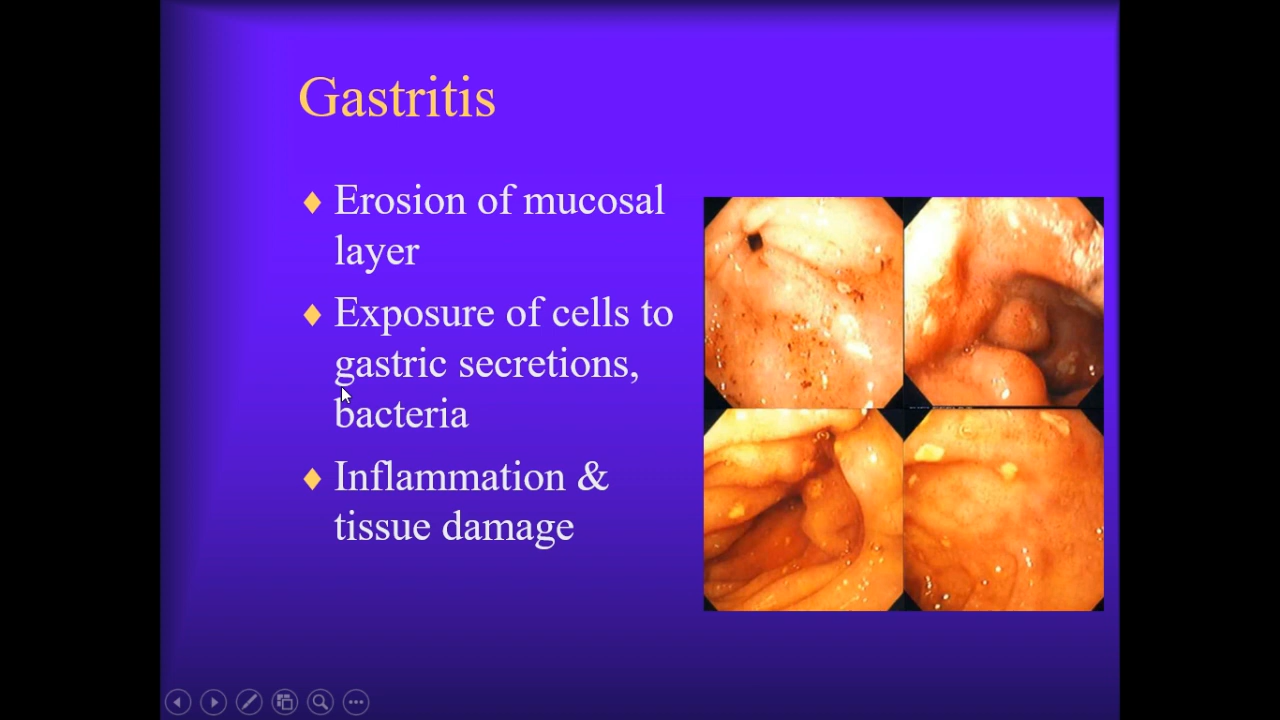 Gastritis
Erosion of mucosal
layer
Exposure of cells to
gastric secretions,
bacteria
Inflammation &
tissue damage